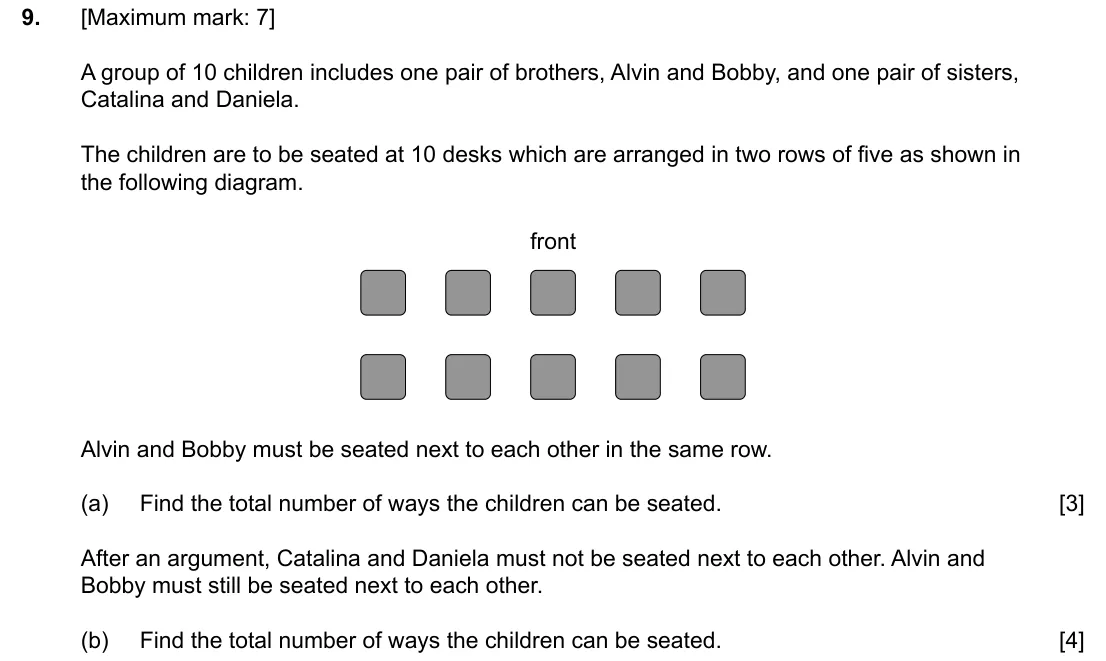 9. [Maximum mark: 7]
A group of 10 children includes one pair of brothers, Alvin and Bobby, and one pair of sisters,
Catalina and Daniela.
The children are to be seated at 10 desks which are arranged in two rows of five as shown in
the following diagram.
front
Alvin and Bobby must be seated next to each other in the same row.
(a) Find the total number of ways the children can be seated. [3]
After an argument, Catalina and Daniela must not be seated next to each other. Alvin and
Bobby must still be seated next to each other.
(b) Find the total number of ways the children can be seated. [4]